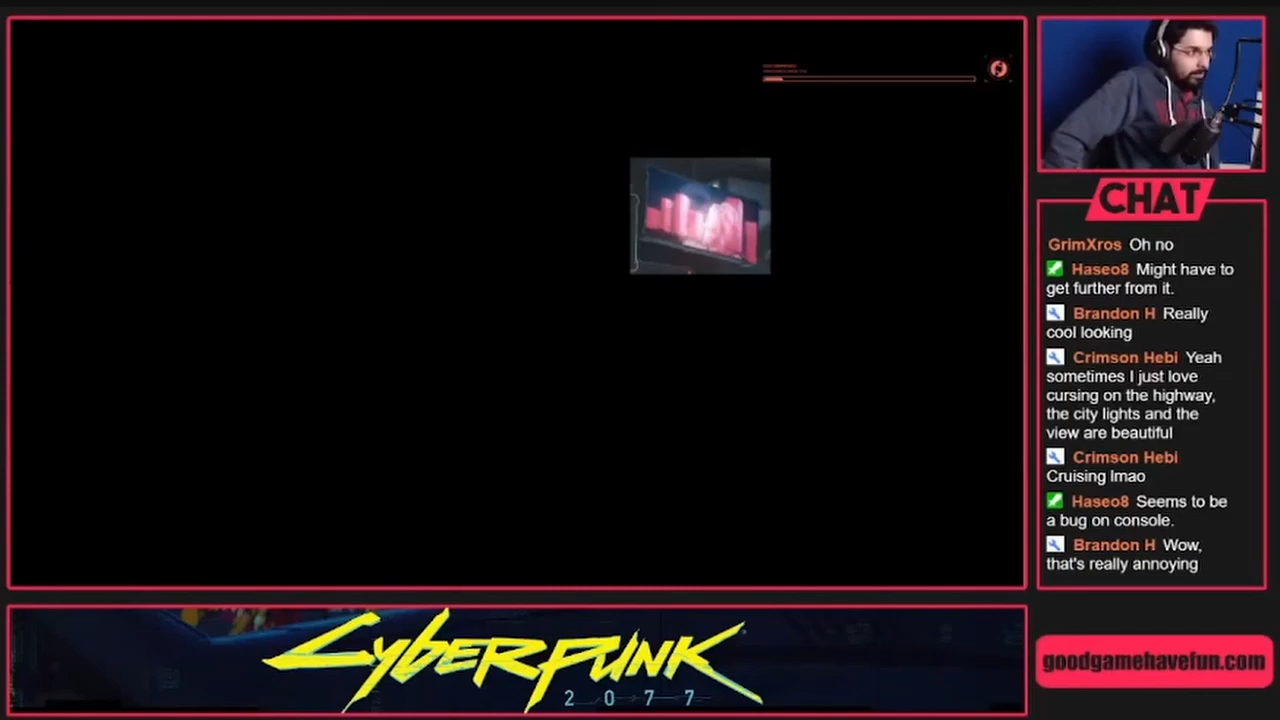 CHAT
GrimXros Oh no
Haseo8 Might have to
get further from it.
Brandon H Really
cool looking
Crimson Hebi Yeah
sometimes I just love
cursing on the highway,
the city lights and the
view are beautiful
Crimson Hebi
Cruising lmao
Haseo8 Seems to be
a bug on console.
Brandon H Wow,
that's really annoying
CYBERPUNK
2077
goodgamehavefun.com